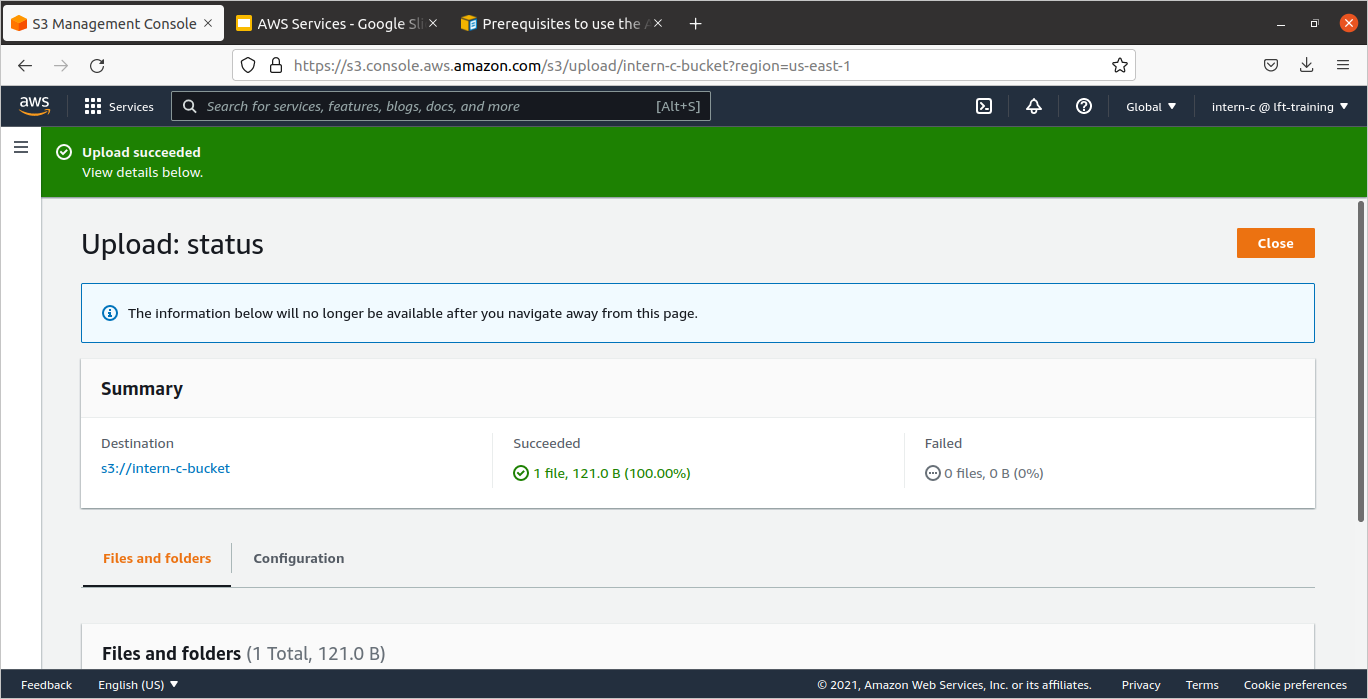 S3 Management Console
AWS Services - Google Sli
Prerequisites to use the A
https://s3.console.aws.amazon.com/s3/upload/intern-c-bucket?region=us-east-1
aws
Services
Search for services, features, blogs, docs, and more
[Alt+S]
Global
intern-c @ lft-training
Upload succeeded
View details below.
Upload: status
Close
The information below will no longer be available after you navigate away from this page.
Summary
Destination
s3://intern-c-bucket
Succeeded
1 file, 121.0 B (100.00%)
Failed
0 files, 0 B (0%)
Files and folders
Configuration
Files and folders (1 Total, 121.0 B)
Feedback
English (US)
© 2021, Amazon Web Services, Inc. or its affiliates.
Privacy
Terms
Cookie preferences